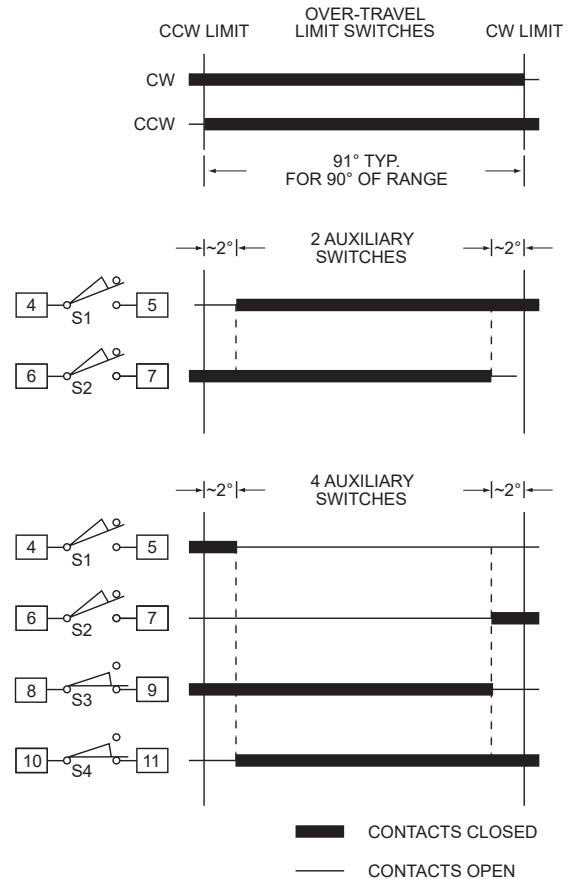 OVER-TRAVEL
CCW LIMIT LIMIT SWITCHES CW LIMIT
CW
CCW
91° TYP.
FOR 90° OF RANGE
~2° 2 AUXILIARY ~2°
SWITCHES
4 S1 5
6 S2 7
~2° 4 AUXILIARY ~2°
SWITCHES
4 S1 5
6 S2 7
8 S3 9
10 S4 11
CONTACTS CLOSED
CONTACTS OPEN